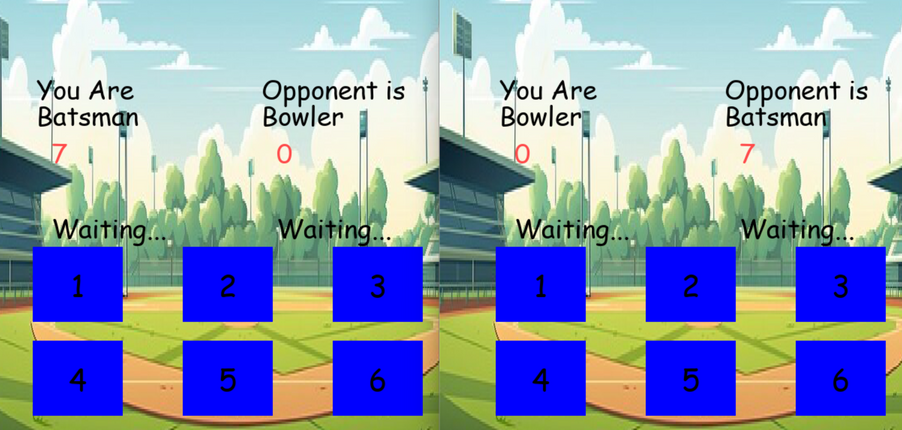 You Are
Batsman
7
Opponent is
Bowler
0
Waiting...
Waiting...
1
2
3
4
5
6
You Are
Bowler
0
Opponent is
Batsman
7
Waiting...
Waiting...
1
2
3
4
5
6